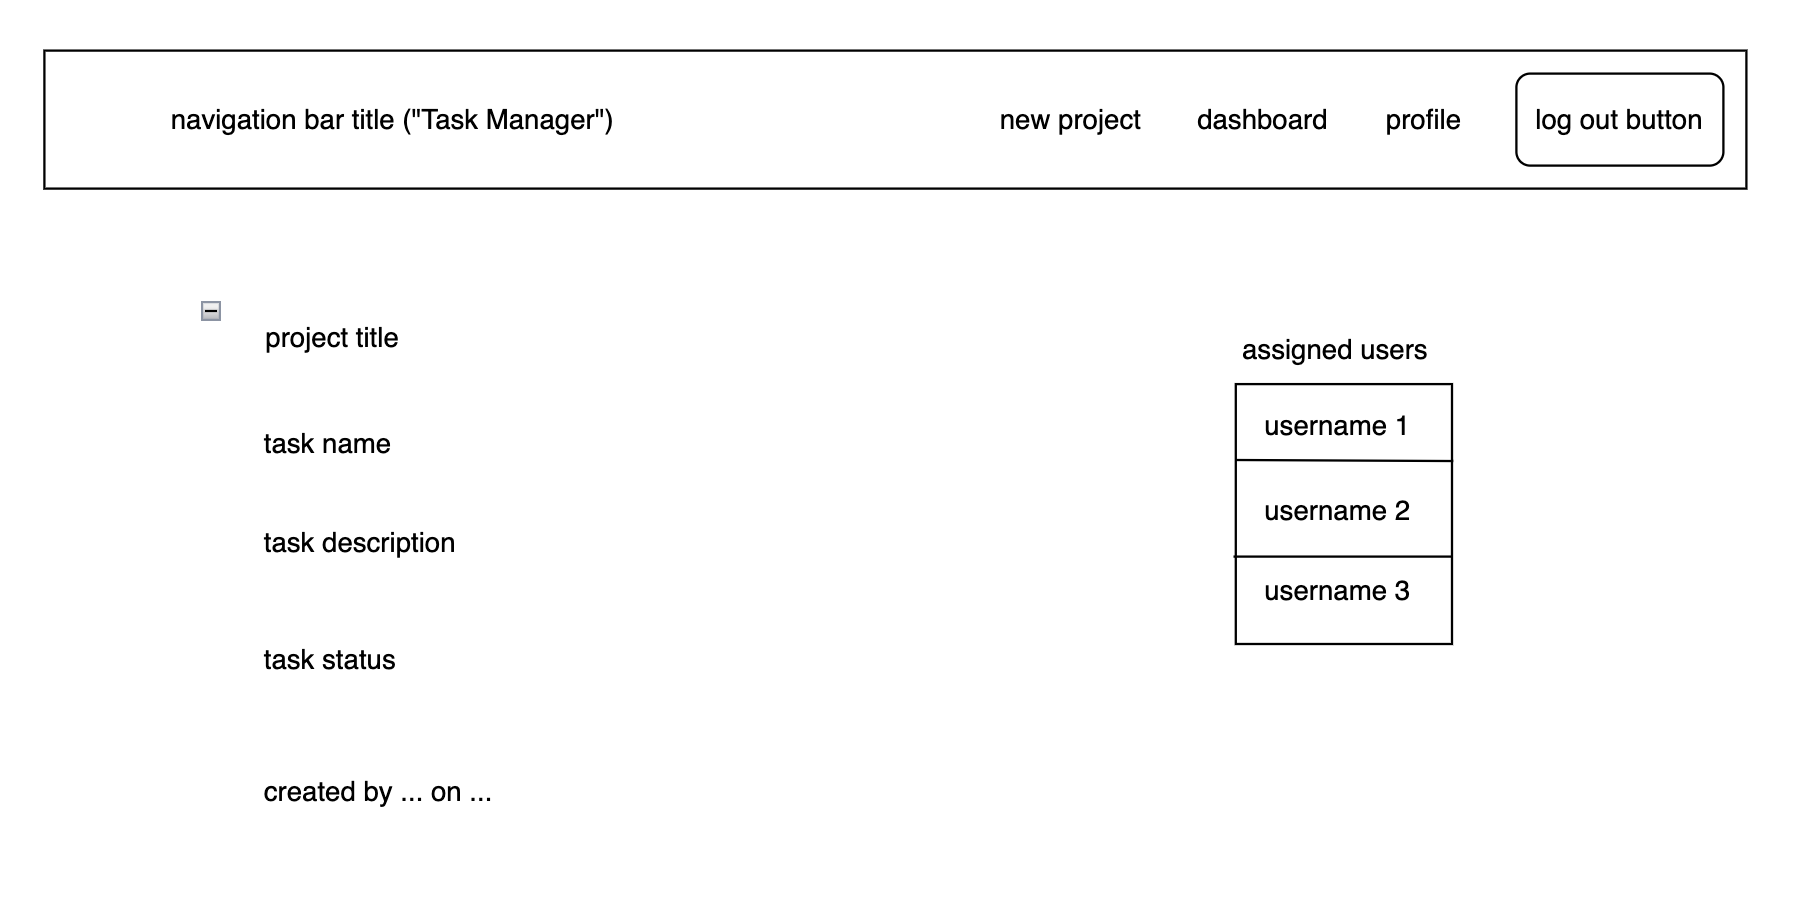 navigation bar title ("Task Manager")
new project
dashboard
profile
log out button
project title
task name
task description
task status
created by ... on ...
assigned users
username 1
username 2
username 3